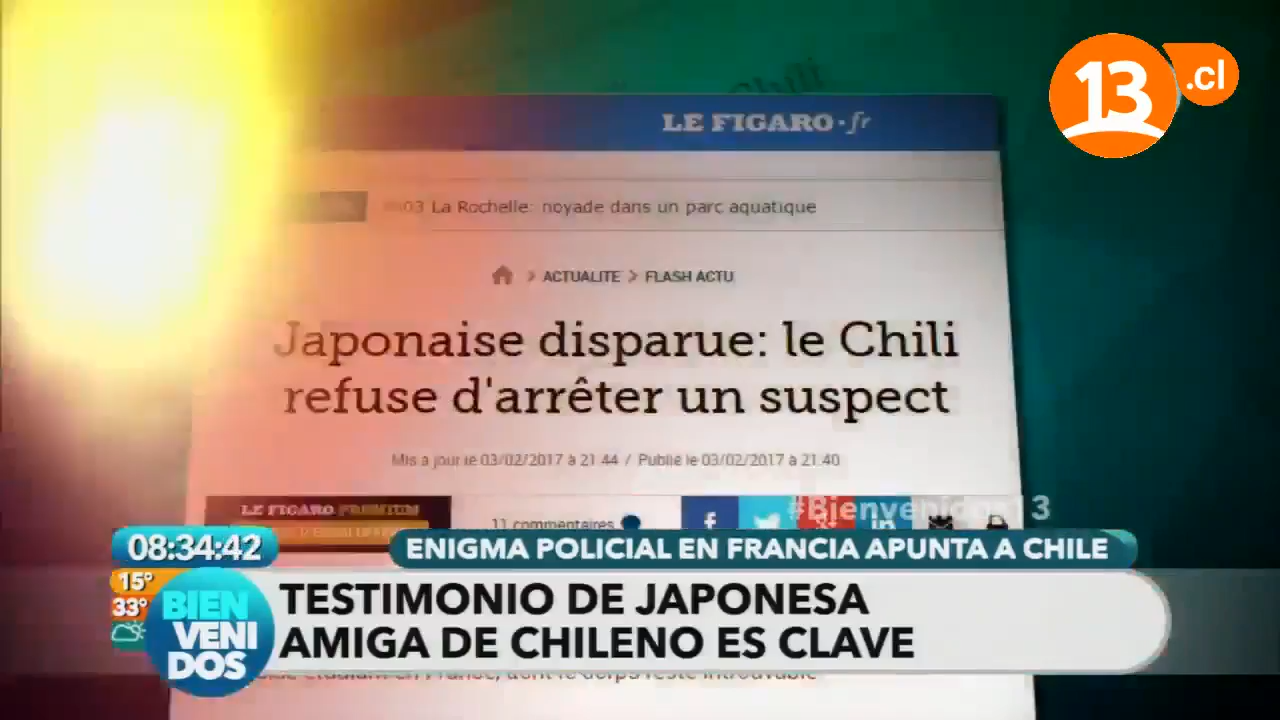 Chili
13
.cl
LE FIGARO·fr
La Rochelle: noyade dans un parc aquatique
> ACTUALITE > FLASH ACTU
Japonaise disparue: le Chili
refuse d'arrêter un suspect
Mis à jour le 03/02/2017 à 21:44 / Publié le 03/02/2017 à 21:40
LE FIGARO PREMIUM
11 commentaires
f
in
#Bienvenidos13
08:34:42
ENIGMA POLICIAL EN FRANCIA APUNTA A CHILE
15°
33°
BIEN
VENI
DOS
TESTIMONIO DE JAPONESA
AMIGA DE CHILENO ES CLAVE